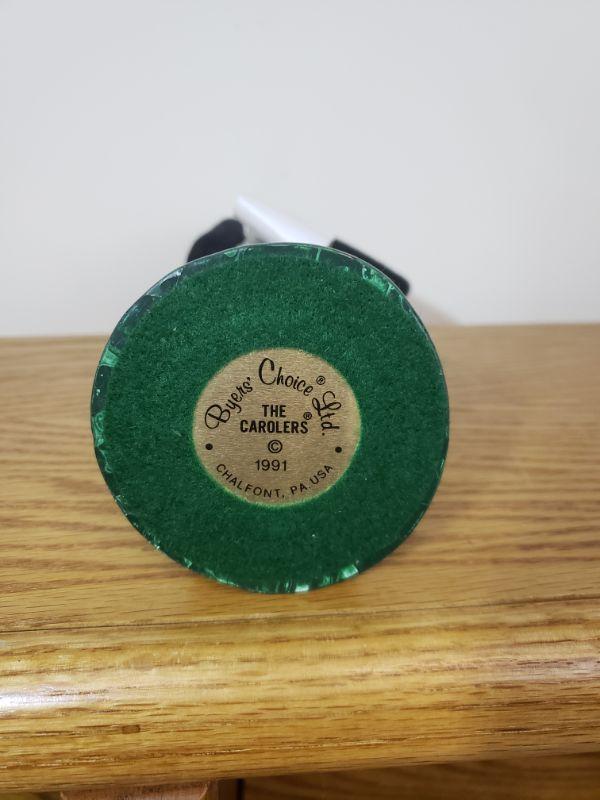 Byers' Choice® Ltd.
THE
CAROLERS®
©
1991
• CHALFONT, PA. USA •